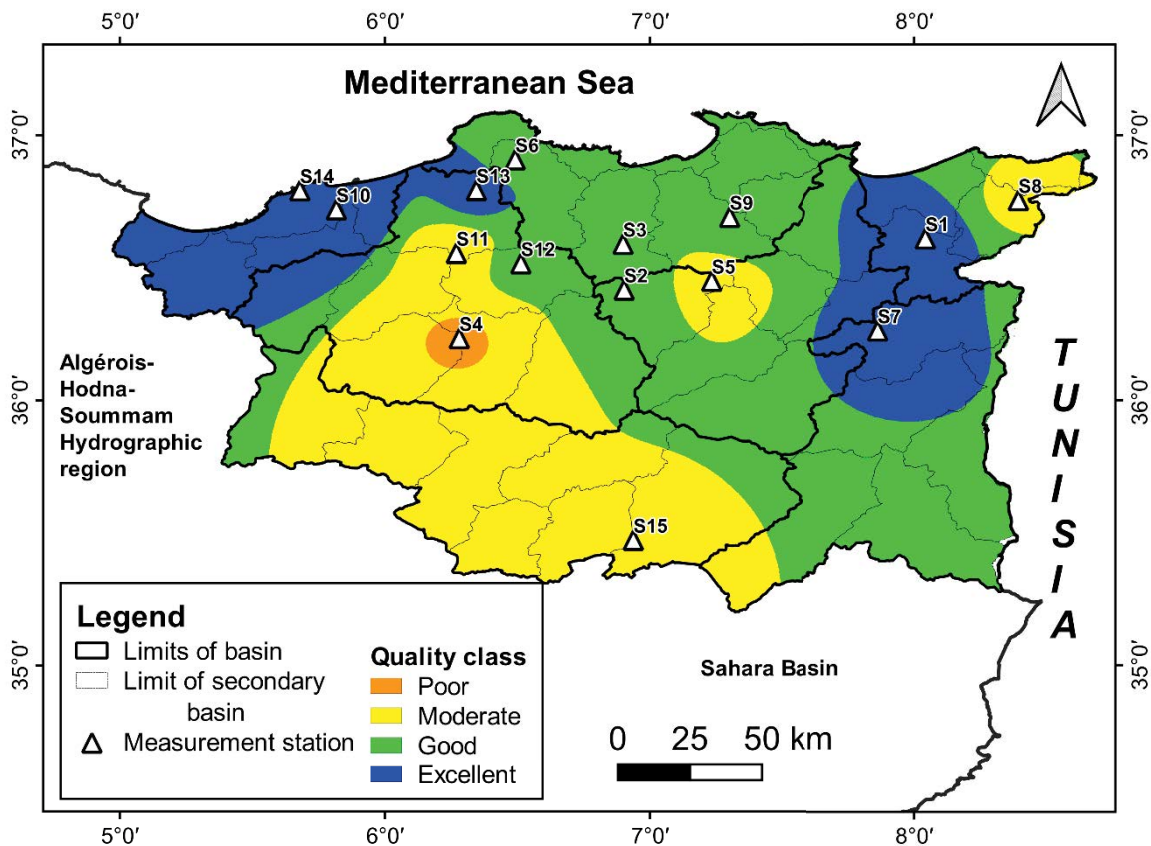 5°0′ 6°0′ 7°0′ 8°0′
Mediterranean Sea
37°0′ 37°0′
S6
S14
S13
S10
S8
S9
S1
S3
S11
S12
S5
S2
S7
S4
36°0′ 36°0′
Algérois-
Hodna-
Soummam
Hydrographic
region
TUNISIA
S15
Legend
Limits of basin
Limit of secondary
basin
Measurement station
Quality class
Poor
Moderate
Good
Excellent
Sahara Basin
35°0′ 35°0′
0 25 50 km
5°0′ 6°0′ 7°0′ 8°0′